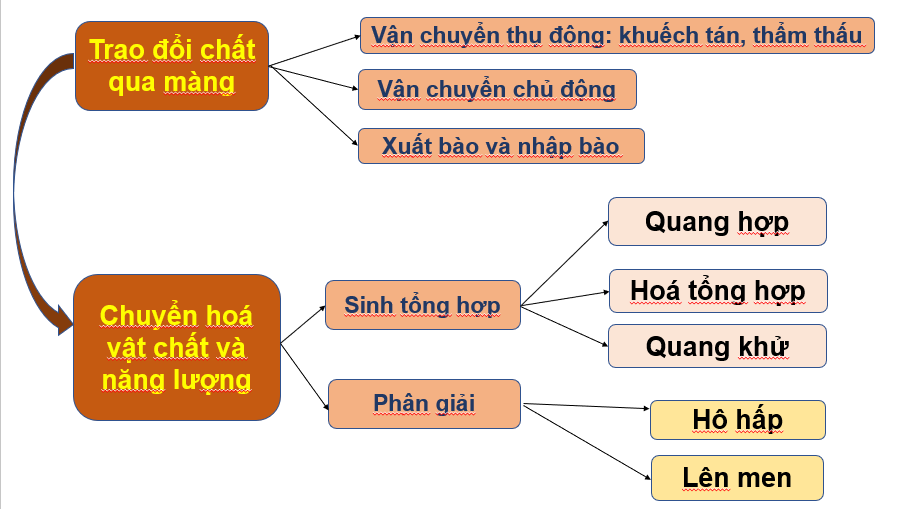 Trao đổi chất
qua màng
Vận chuyển thụ động: khuếch tán, thẩm thấu
Vận chuyển chủ động
Xuất bào và nhập bào
Chuyển hoá
vật chất và
năng lượng
Sinh tổng hợp
Quang hợp
Hoá tổng hợp
Quang khử
Phân giải
Hô hấp
Lên men